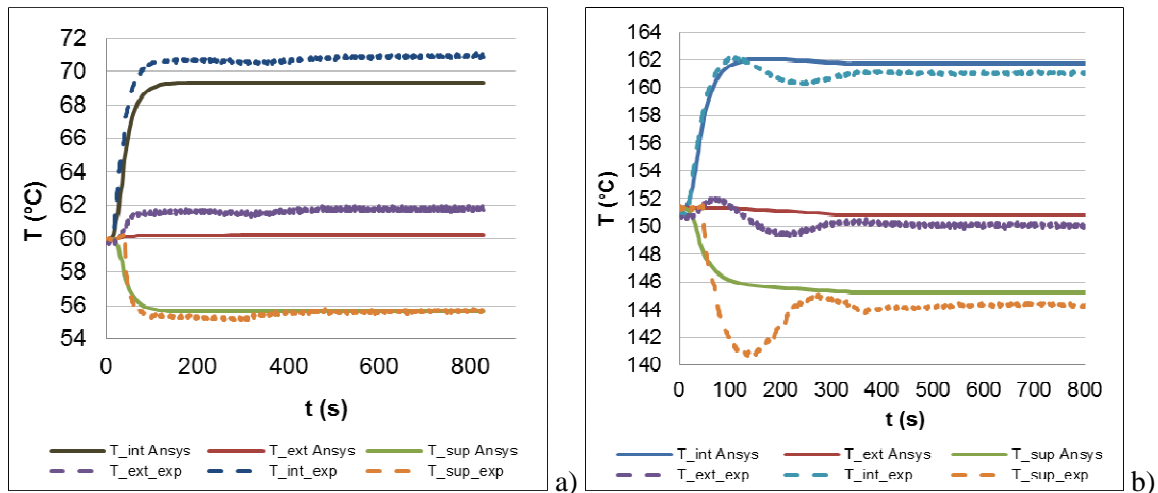 72
70
68
66
64
62
60
58
56
54
T (°C)
0 200 400 600 800
t (s)
T_int Ansys T_ext Ansys T_sup Ansys
T_ext_exp T_int_exp T_sup_exp
a)
164
162
160
158
156
154
152
150
148
146
144
142
140
T (°C)
0 100 200 300 400 500 600 700 800
t (s)
T_int Ansys T_ext Ansys T_sup Ansys
T_ext_exp T_int_exp T_sup_exp
b)